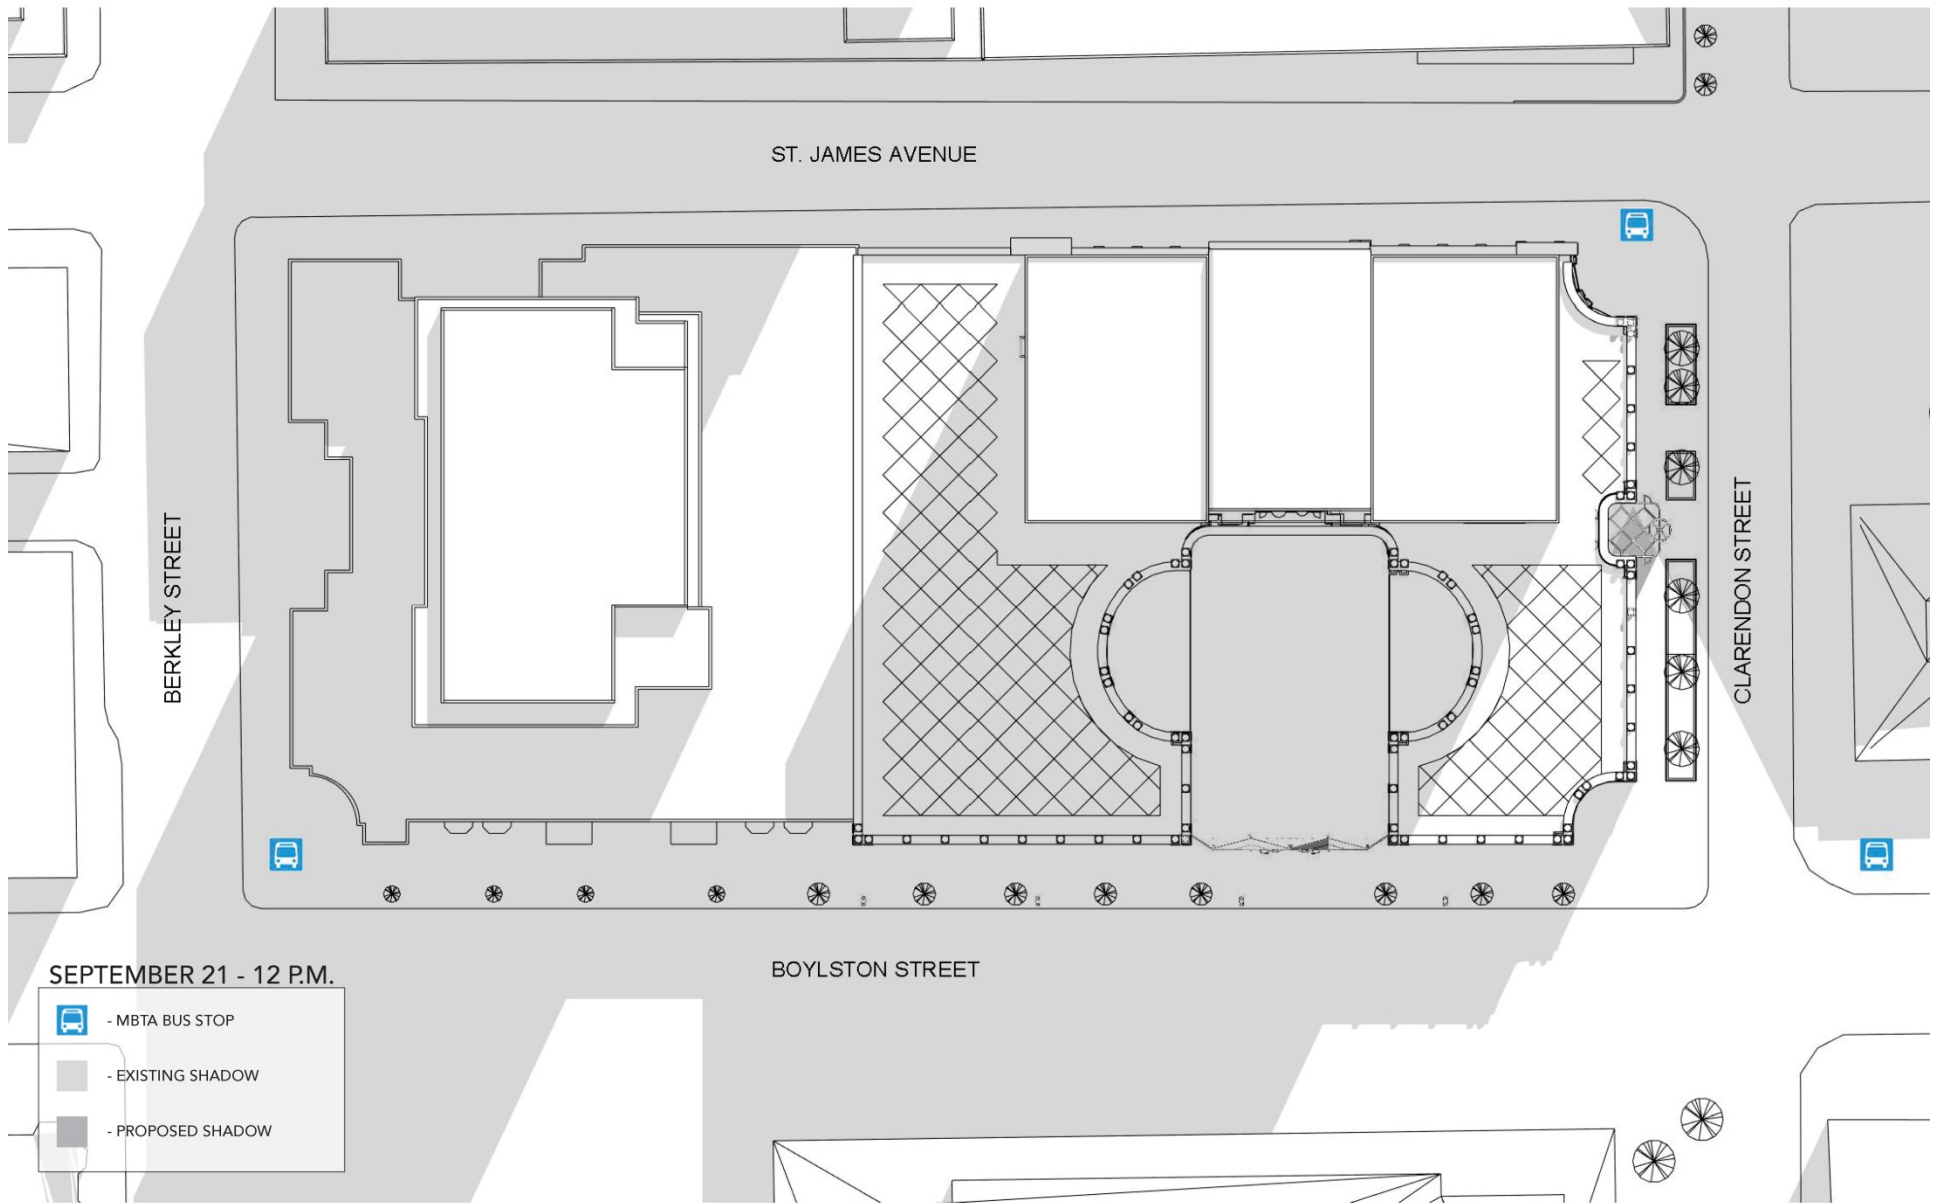 ST. JAMES AVENUE
BERKLEY STREET
CLARENDON STREET
BOYLSTON STREET
SEPTEMBER 21 - 12 P.M.
- MBTA BUS STOP
- EXISTING SHADOW
- PROPOSED SHADOW